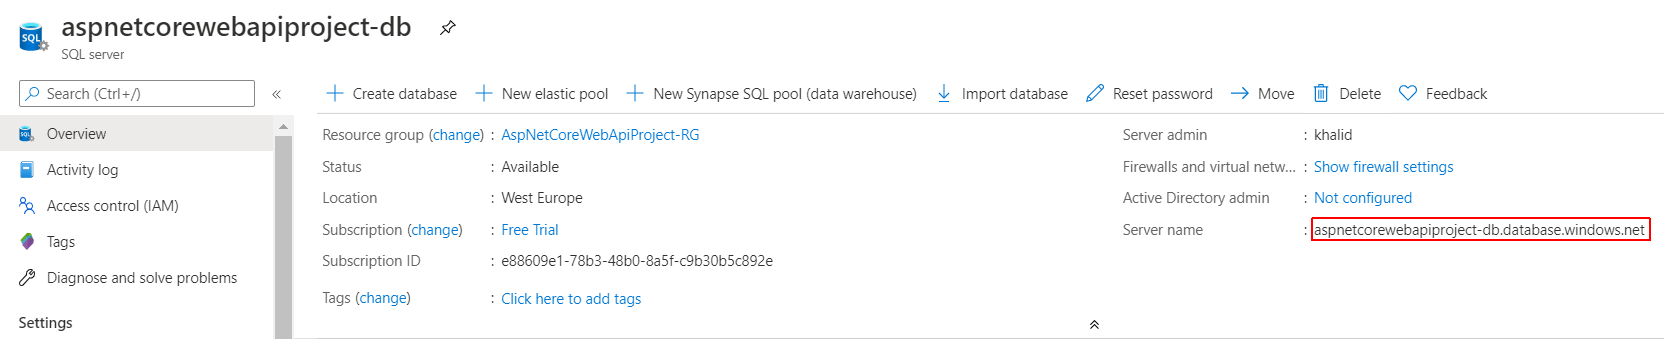 aspnetcorewebapiproject-db
SQL server
Search (Ctrl+/)
«
Create database
New elastic pool
New Synapse SQL pool (data warehouse)
Import database
Reset password
Move
Delete
Feedback
Overview
Activity log
Access control (IAM)
Tags
Diagnose and solve problems
Settings
Resource group (change) : AspNetCoreWebApiProject-RG
Status : Available
Location : West Europe
Subscription (change) : Free Trial
Subscription ID : e88609e1-78b3-48b0-8a5f-c9b30b5c892e
Tags (change) : Click here to add tags
Server admin : khalid
Firewalls and virtual netw... : Show firewall settings
Active Directory admin : Not configured
Server name : aspnetcorewebapiproject-db.database.windows.net